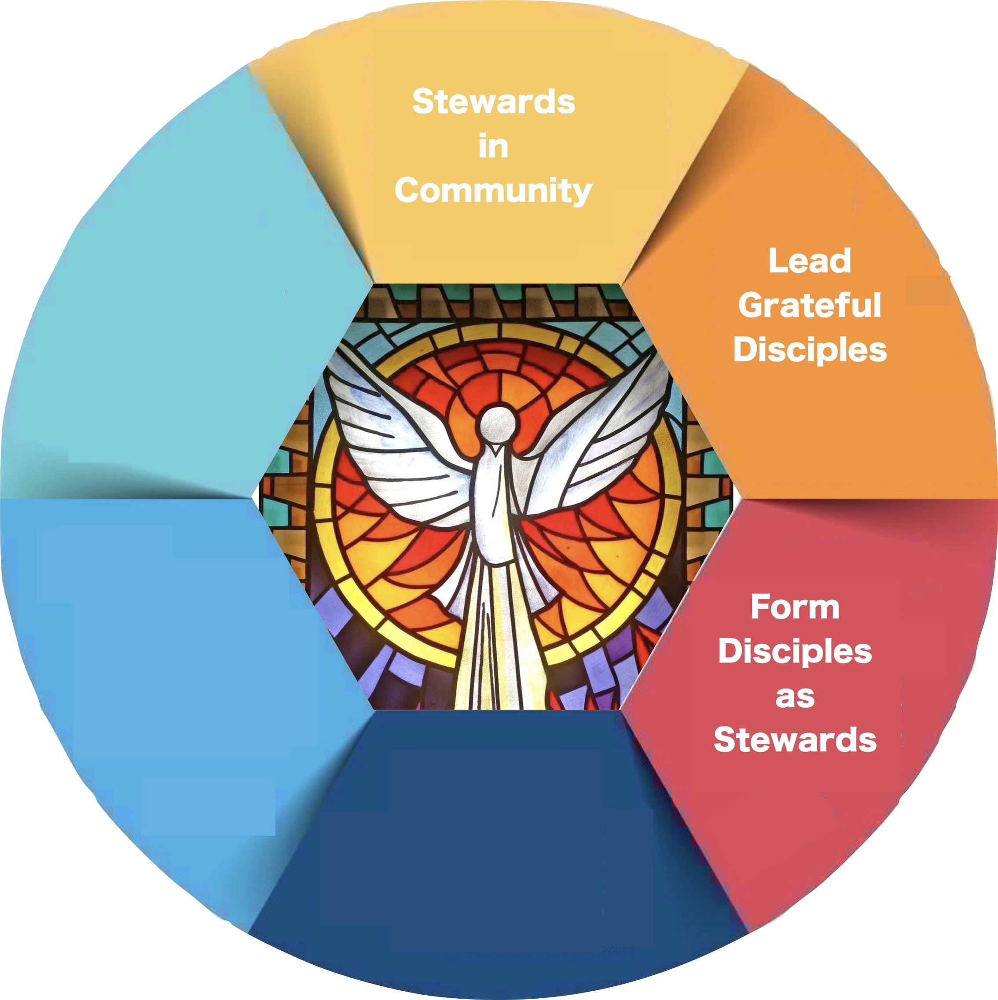 Stewards
in
Community
Lead
Grateful
Disciples
Form
Disciples
as
Stewards